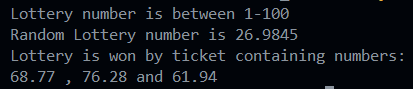 Lottery number is between 1-100
Random Lottery number is 26.9845
Lottery is won by ticket containing numbers:
68.77 , 76.28 and 61.94